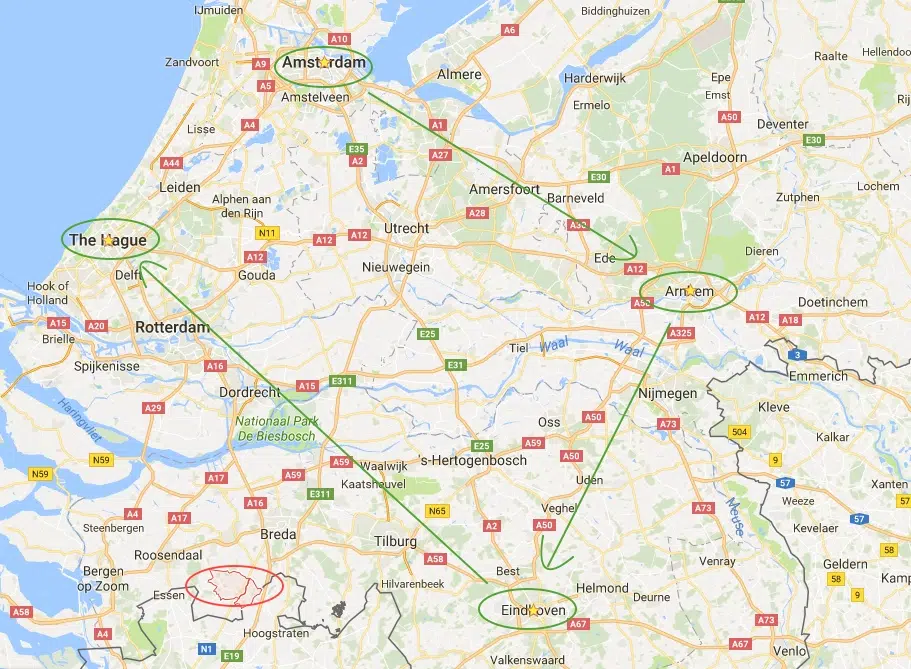 IJmuiden
Biddinghuizen
A6
A10
Raalte
Hellendoo
Zandvoort
A9
Amsterdam
Almere
Harderwijk
Epe
Emst
A5
Amstelveen
Ermelo
Rij
A50
Deventer
Lisse
A4
A1
E30
E35
A2
A27
A44
Apeldoorn
A1
E30
Leiden
Amersfoort
Barneveld
Lochem
Zutphen
Alphen aan
den Rijn
A28
A30
The Hague
N11
A12
A12
Utrecht
Dieren
A12
Ede
A12
Delft
Gouda
Nieuwegein
Hook of
Holland
Arnhem
A50
Doetinchem
A15
A20
Rotterdam
A12
A18
Brielle
E25
A325
Tiel
Waal
Waal
3
Spijkenisse
A16
E31
Emmerich
Dordrecht
A15
E311
Nijmegen
Haringvliet
A29
Kleve
Nationaal Park
De Biesbosch
Oss
A50
A73
504
Kalkar
E25
A59
N59
N59
A59
Waalwijk
's-Hertogenbosch
A50
9
A17
A59
Kaatsheuvel
Uden
57
Xanten
E311
A16
N65
Veghel
A73
Meuse
Weeze
57
A4
A17
A2
A50
57
Steenbergen
Breda
Tilburg
Kevelaer
Roosendaal
A58
Venray
58
Bergen
op Zoom
Best
Geldern
Hilvarenbeek
Helmond
58
Kamp
Essen
Deurne
9
A58
Eindhoven
A67
A73
A4
Hoogstraten
A67
N1
E19
Valkenswaard
Venlo